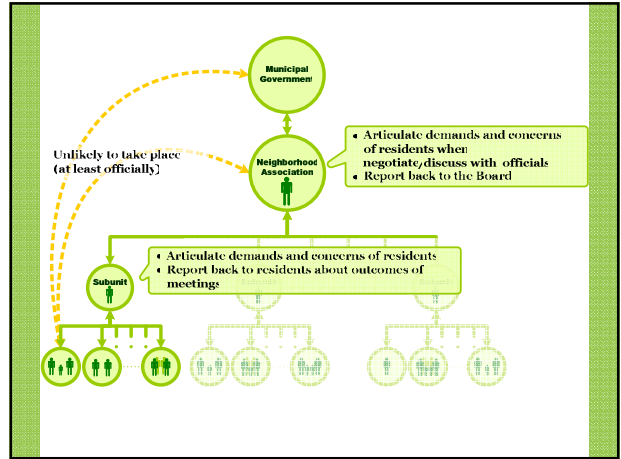 Municipal
Government
• Articulate demands and concerns
of residents when
negotiate/discuss with officials
• Report back to the Board
Unlikely to take place
(at least officially)
Neighborhood
Association
• Articulate demands and concerns of residents
• Report back to residents about outcomes of
meetings
Subunit